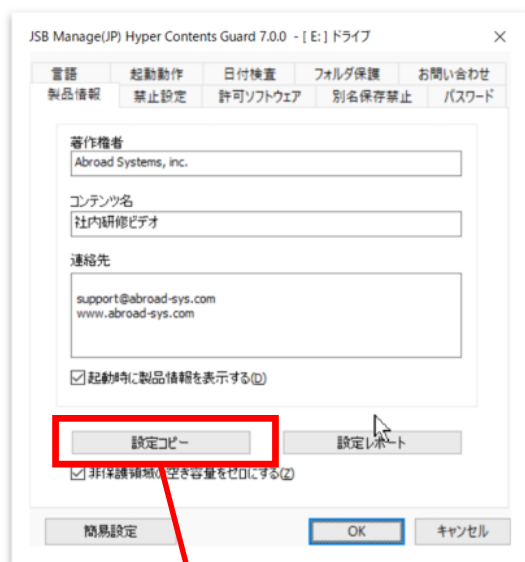 JSB Manage(JP) Hyper Contents Guard 7.0.0 - [ E: ] ドライブ
言語 起動動作 日付検査 フォルダ保護 お問い合わせ
製品情報 禁止設定 許可ソフトウェア 別名保存禁止 パスワード
著作権者
Abroad Systems, inc.
コンテンツ名
社内研修ビデオ
連絡先
support@abroad-sys.com
www.abroad-sys.com
起動時に製品情報を表示する(D)
設定コピー 設定レポート
非保護領域の空き容量をゼロにする(Z)
簡易設定 OK キャンセル